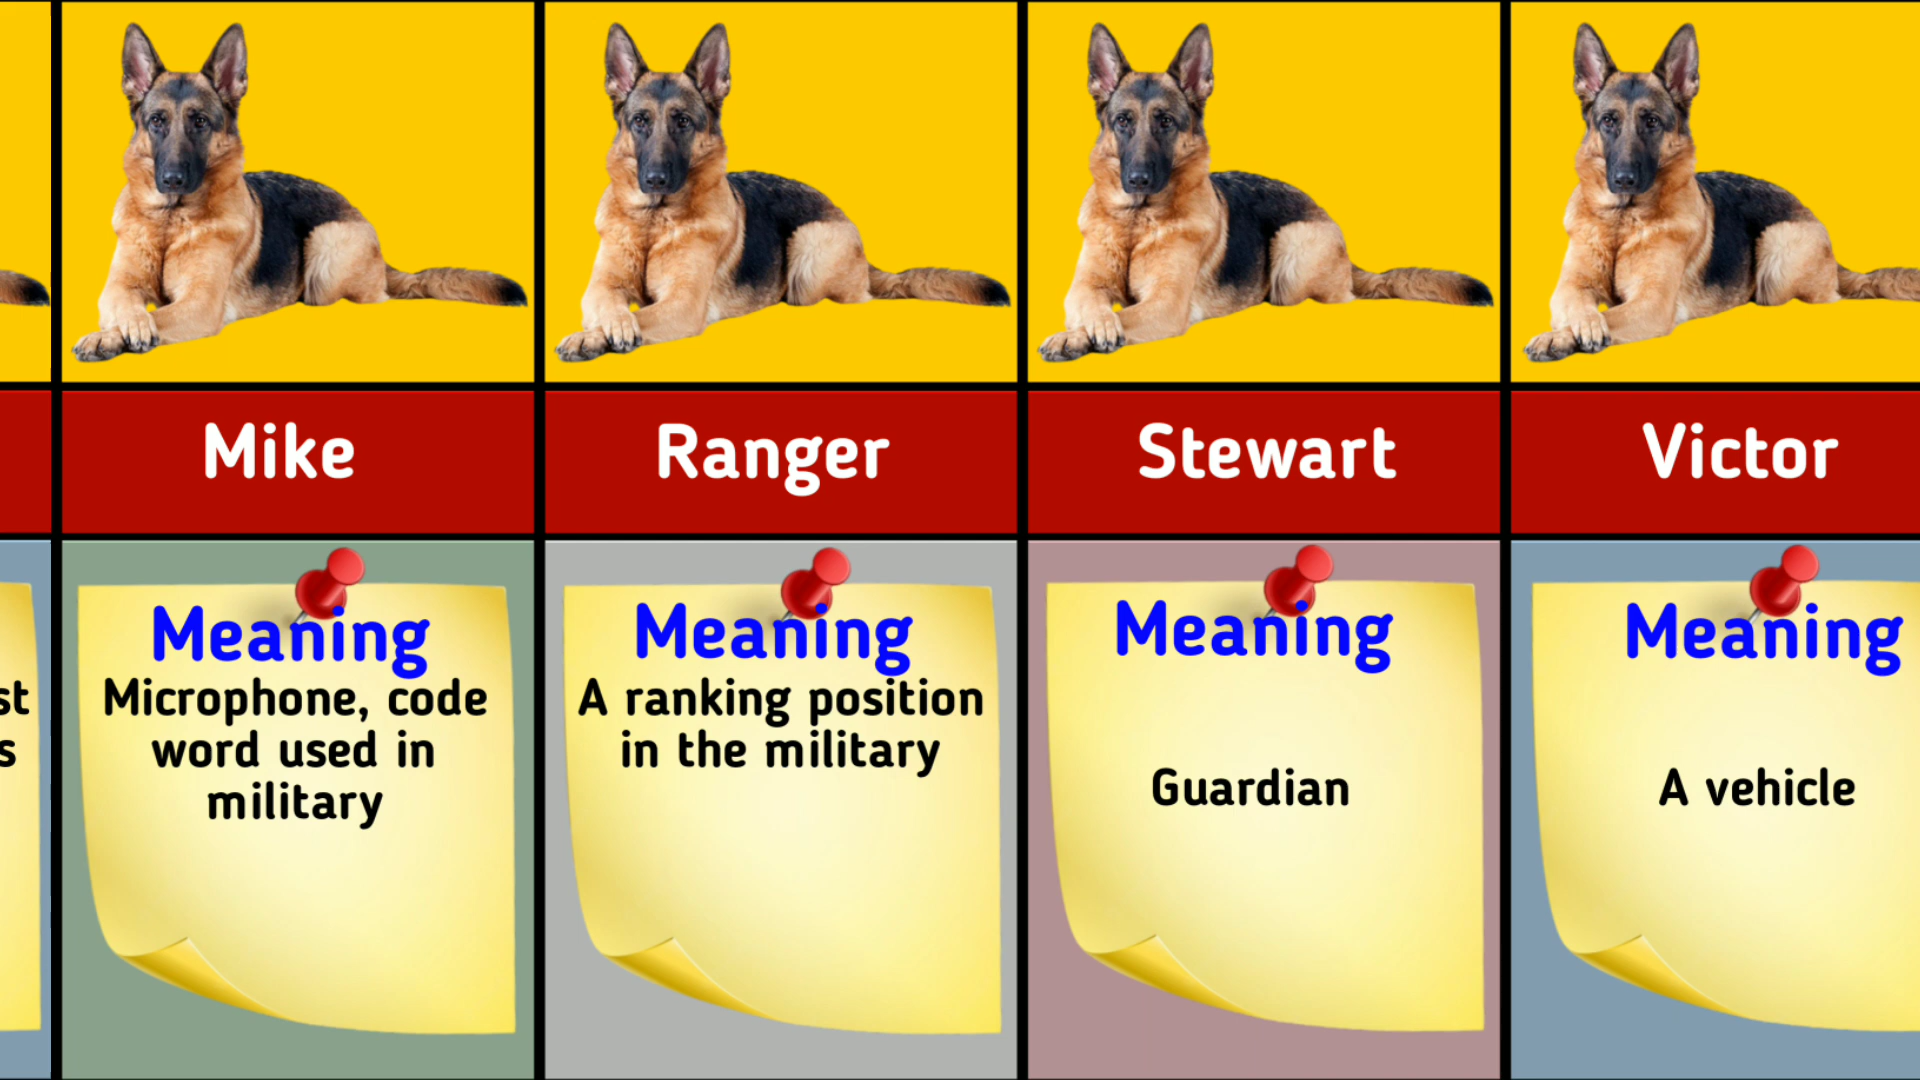 Mike
Ranger
Stewart
Victor
st
s
Meaning
Microphone, code
word used in
military
Meaning
A ranking position
in the military
Meaning
Guardian
Meaning
A vehicle